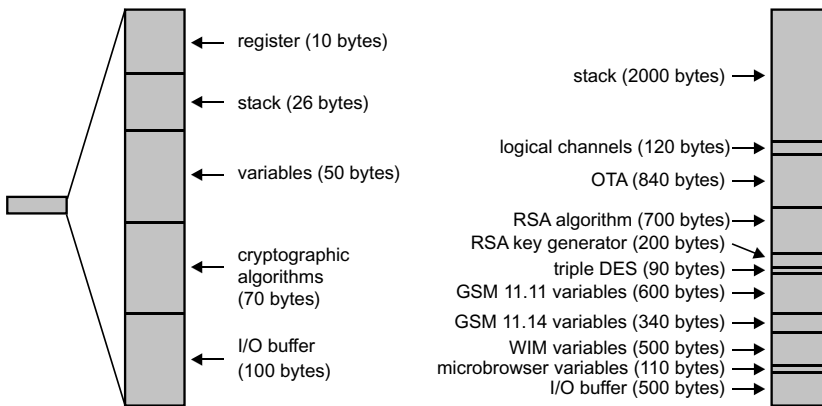 register (10 bytes)
stack (26 bytes)
variables (50 bytes)
cryptographic
algorithms
(70 bytes)
I/O buffer
(100 bytes)
stack (2000 bytes)
logical channels (120 bytes)
OTA (840 bytes)
RSA algorithm (700 bytes)
RSA key generator (200 bytes)
triple DES (90 bytes)
GSM 11.11 variables (600 bytes)
GSM 11.14 variables (340 bytes)
WIM variables (500 bytes)
microbrowser variables (110 bytes)
I/O buffer (500 bytes)